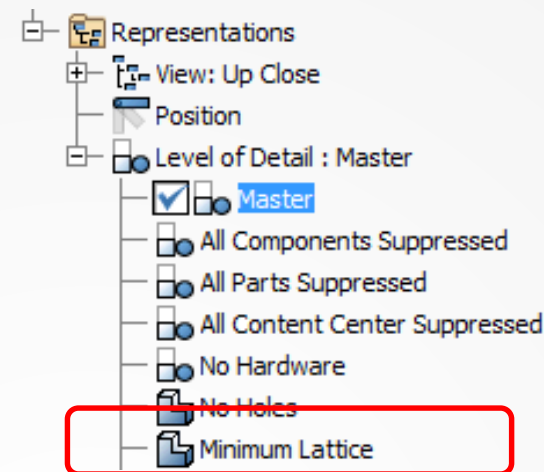 Representations
View: Up Close
Position
Level of Detail : Master
Master
All Components Suppressed
All Parts Suppressed
All Content Center Suppressed
No Hardware
No Holes
Minimum Lattice